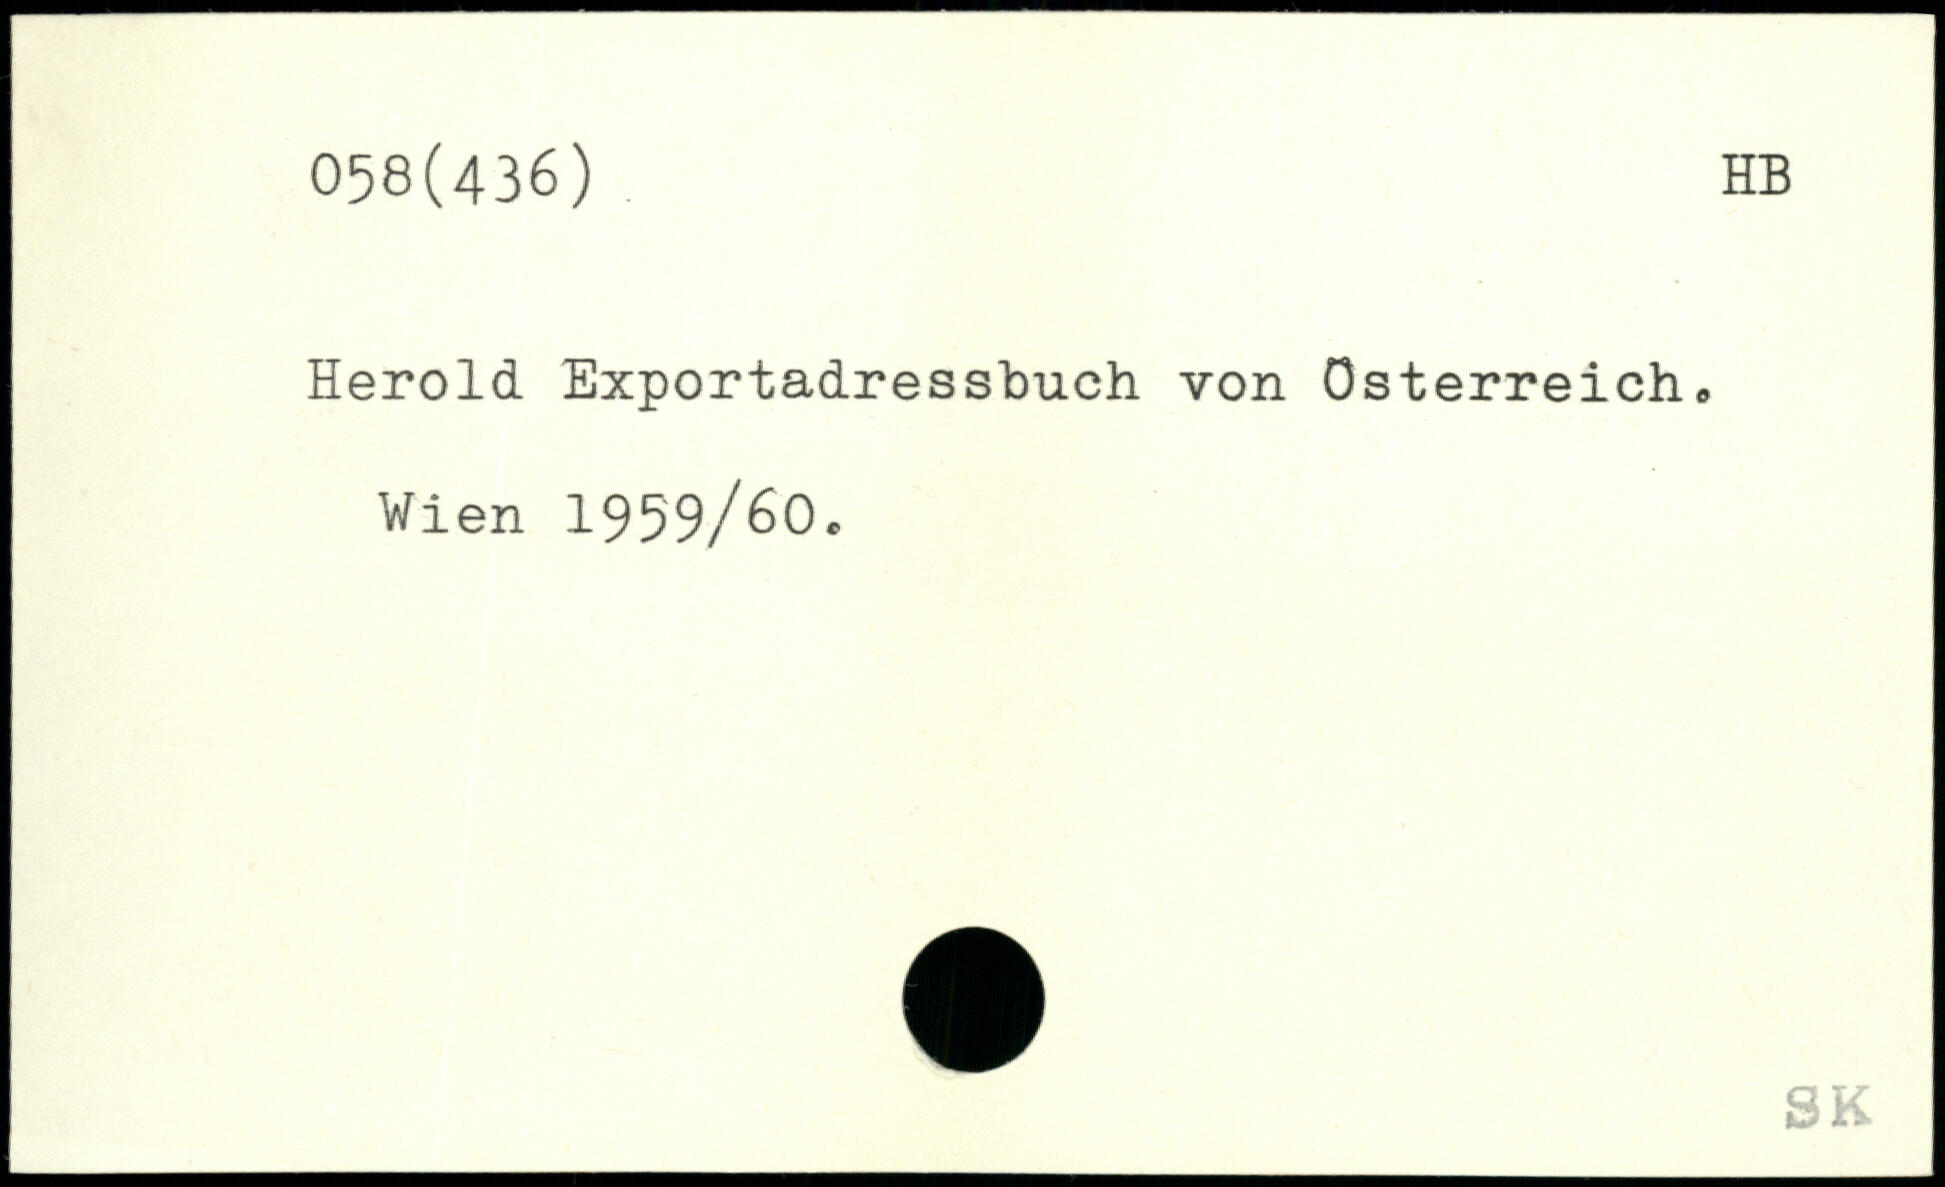 058(436)
HB
Herold Exportadressbuch von Österreich.
Wien 1959/60.
SK